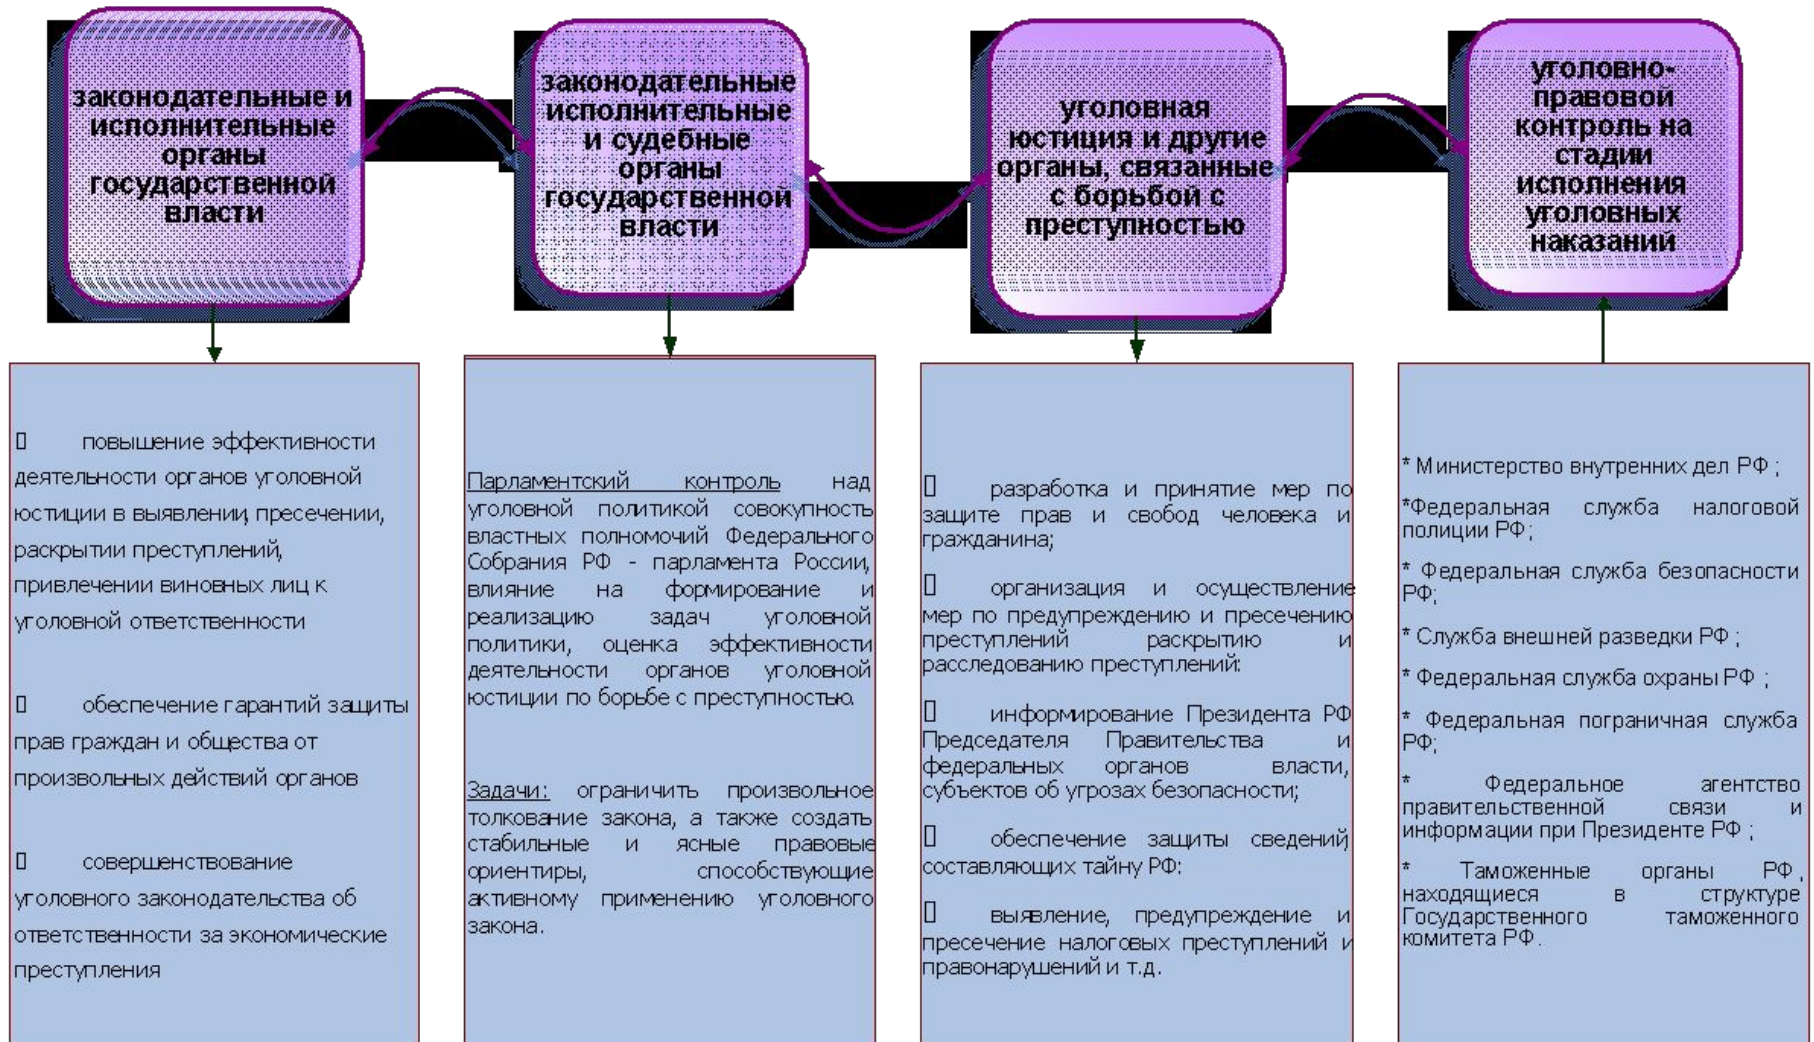 законодательные и
исполнительные
органы
государственной
власти
законодательные
исполнительные
и судебные
органы
государственной
власти
уголовная
юстиция и другие
органы, связанные
с борьбой с
преступностью
уголовно-
правовой
контроль на
стадии
исполнения
уголовных
наказаний
повышение эффективности
деятельности органов уголовной
юстиции в выявлении, пресечении,
раскрытии преступлений,
привлечении виновных лиц к
уголовной ответственности
обеспечение гарантий защиты
прав граждан и общества от
произвольных действий органов
совершенствование
уголовного законодательства об
ответственности за экономические
преступления
Парламентский контроль над
уголовной политикой совокупность
властных полномочий Федерального
Собрания РФ - парламента России,
влияние на формирование и
реализацию задач уголовной
политики, оценка эффективности
деятельности органов уголовной
юстиции по борьбе с преступностью.
Задачи: ограничить произвольное
толкование закона, а также создать
стабильные и ясные правовые
ориентиры, способствующие
активному применению уголовного
закона.
разработка и принятие мер по
защите прав и свобод человека и
гражданина;
организация и осуществление
мер по предупреждению и пресечению
преступлений раскрытию и
расследованию преступлений:
информирование Президента РФ
Председателя Правительства и
федеральных органов власти,
субъектов об угрозах безопасности;
обеспечение защиты сведений,
составляющих тайну РФ:
выявление, предупреждение и
пресечение налоговых преступлений и
правонарушений и т.д.
* Министерство внутренних дел РФ ;
*Федеральная служба налоговой
полиции РФ;
* Федеральная служба безопасности
РФ;
* Служба внешней разведки РФ ;
* Федеральная служба охраны РФ ;
* Федеральная пограничная служба
РФ;
* Федеральное агентство
правительственной связи и
информации при Президенте РФ ;
* Таможенные органы РФ,
находящиеся в структуре
Государственного таможенного
комитета РФ.